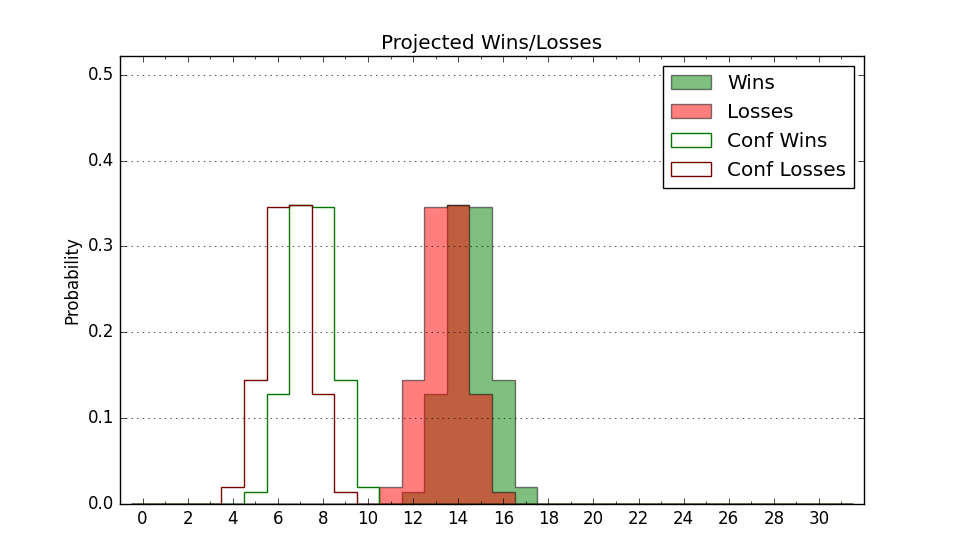 Projected Wins/Losses
0.5
0.4
0.3
0.2
0.1
0.0
Probability
Wins
Losses
Conf Wins
Conf Losses
0 2 4 6 8 10 12 14 16 18 20 22 24 26 28 30